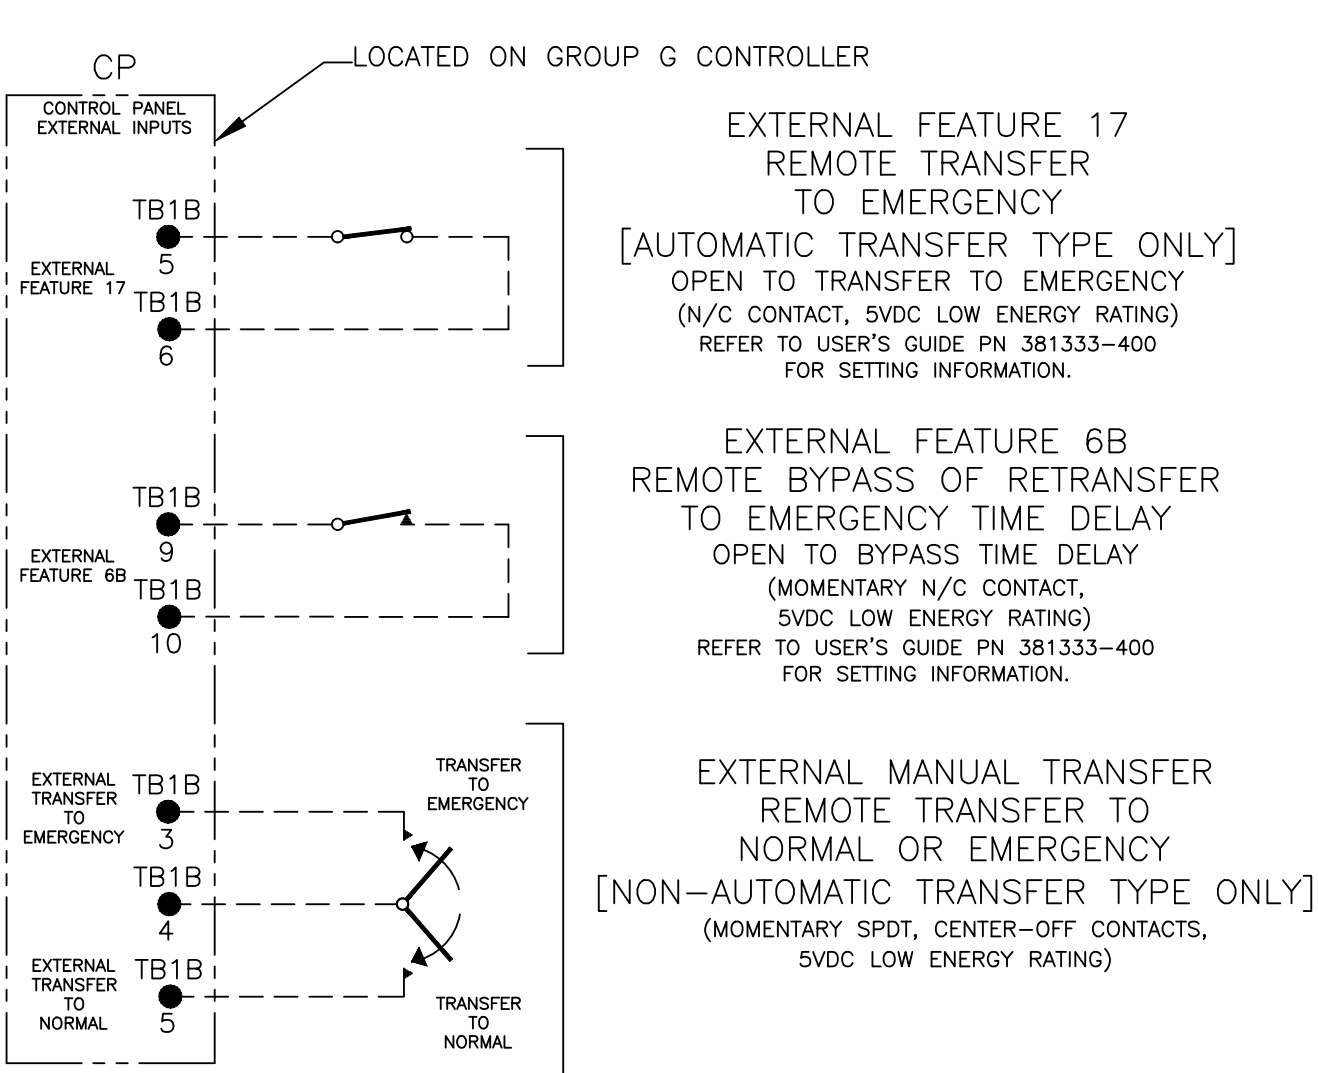 CP
LOCATED ON GROUP G CONTROLLER
CONTROL PANEL
EXTERNAL INPUTS
EXTERNAL
FEATURE 17
TB1B
5
TB1B
6
EXTERNAL FEATURE 17
REMOTE TRANSFER
TO EMERGENCY
[AUTOMATIC TRANSFER TYPE ONLY]
OPEN TO TRANSFER TO EMERGENCY
(N/C CONTACT, 5VDC LOW ENERGY RATING)
REFER TO USER'S GUIDE PN 381333-400
FOR SETTING INFORMATION.
EXTERNAL
FEATURE 6B
TB1B
9
TB1B
10
EXTERNAL FEATURE 6B
REMOTE BYPASS OF RETRANSFER
TO EMERGENCY TIME DELAY
OPEN TO BYPASS TIME DELAY
(MOMENTARY N/C CONTACT,
5VDC LOW ENERGY RATING)
REFER TO USER'S GUIDE PN 381333-400
FOR SETTING INFORMATION.
EXTERNAL
TRANSFER
TO
EMERGENCY
TB1B
3
TB1B
4
EXTERNAL
TRANSFER
TO
NORMAL
TB1B
5
TRANSFER
TO
EMERGENCY
TRANSFER
TO
NORMAL
EXTERNAL MANUAL TRANSFER
REMOTE TRANSFER TO
NORMAL OR EMERGENCY
[NON-AUTOMATIC TRANSFER TYPE ONLY]
(MOMENTARY SPDT, CENTER-OFF CONTACTS,
5VDC LOW ENERGY RATING)